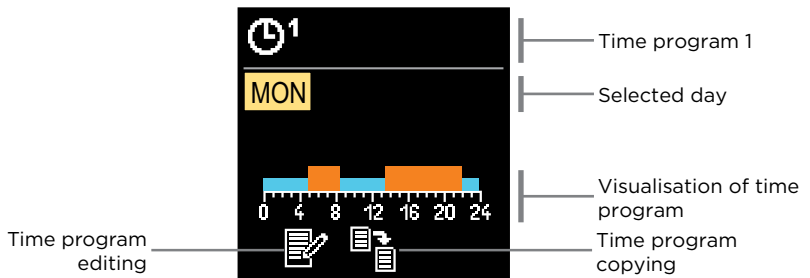 1
Time program 1
MON
Selected day
0 4 8 12 16 20 24
Visualisation of time
program
Time program
editing
Time program
copying